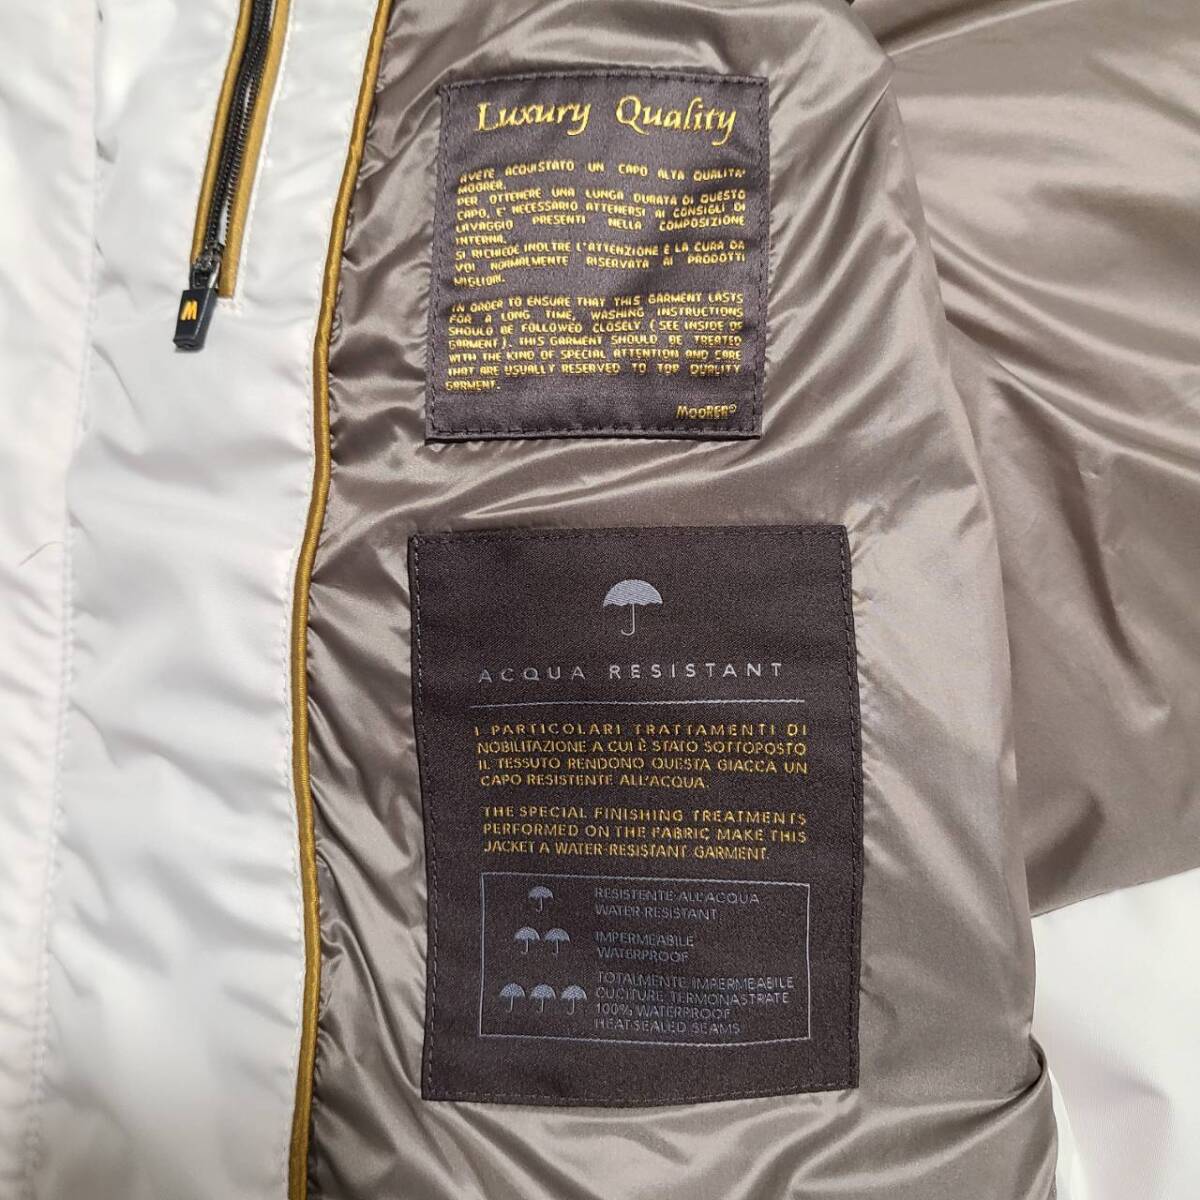 Luxury Quality
AVETE ACQUISTATO UN CAPO ALTA QUALITA'
MOORER.
PER OTTENERE UNA LUNGA DURATA DI QUESTO
CAPO, E' NECESSARIO ATTENERSI AI CONSIGLI DI
LAVAGGIO PRESENTI NELLA COMPOSIZIONE
INTERNA.
SI RICHIEDE INOLTRE L'ATTENZIONE E LA CURA DA
VOI NORMALMENTE RISERVATA AI PRODOTTI
MIGLIORI.
IN ORDER TO ENSURE THAT THIS GARMENT LASTS
FOR A LONG TIME, WASHING INSTRUCTIONS
SHOULD BE FOLLOWED CLOSELY (SEE INSIDE OF
GARMENT). THIS GARMENT SHOULD BE TREATED
WITH THE KIND OF SPECIAL ATTENTION AND CARE
THAT ARE USUALLY RESERVED TO TOP QUALITY
GARMENT.
MOORER®
M
ACQUA RESISTANT
I PARTICOLARI TRATTAMENTI DI
NOBILITAZIONE A CUI È STATO SOTTOPOSTO
IL TESSUTO RENDONO QUESTA GIACCA UN
CAPO RESISTENTE ALL'ACQUA.
THE SPECIAL FINISHING TREATMENTS
PERFORMED ON THE FABRIC MAKE THIS
JACKET A WATER-RESISTANT GARMENT.
RESISTENTE ALL'ACQUA
WATER RESISTANT
IMPERMEABILE
WATERPROOF
TOTALMENTE IMPERMEABILE
CUCITURE TERMONASTRATE
100% WATERPROOF
HEAT SEALED SEAMS